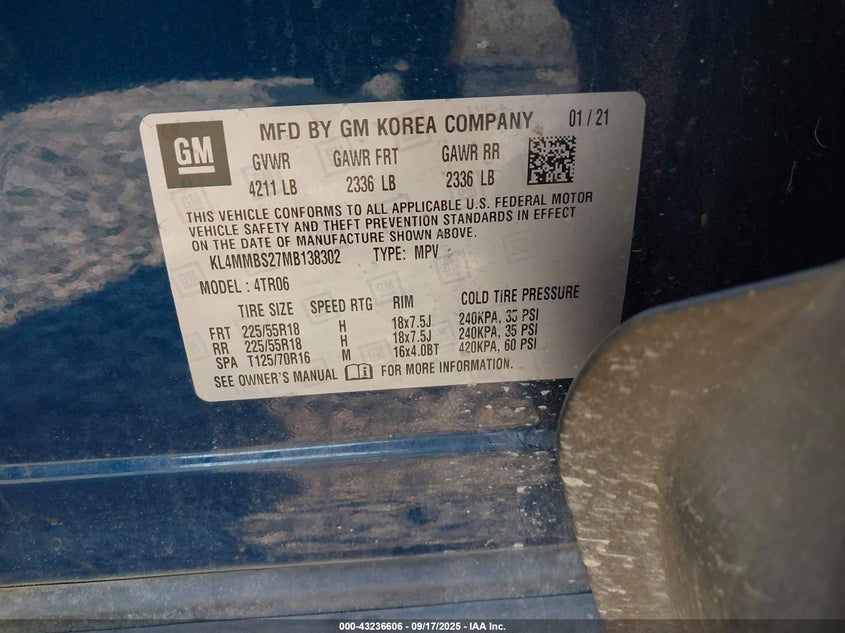 GM
MFD BY GM KOREA COMPANY 01/21
GVWR GAWR FRT GAWR RR
4211 LB 2336 LB 2336 LB
THIS VEHICLE CONFORMS TO ALL APPLICABLE U.S. FEDERAL MOTOR
VEHICLE SAFETY AND THEFT PREVENTION STANDARDS IN EFFECT
ON THE DATE OF MANUFACTURE SHOWN ABOVE.
KL4MMBS27MB138302 TYPE: MPV
MODEL: 4TR06
TIRE SIZE SPEED RTG RIM COLD TIRE PRESSURE
FRT 225/55R18 H 18x7.5J 240KPA, 35 PSI
RR 225/55R18 H 18x7.5J 240KPA, 35 PSI
SPA T125/70R16 M 16x4.0BT 420KPA, 60 PSI
SEE OWNER'S MANUAL FOR MORE INFORMATION.
000-43236606 - 09/17/2025 - IAA Inc.